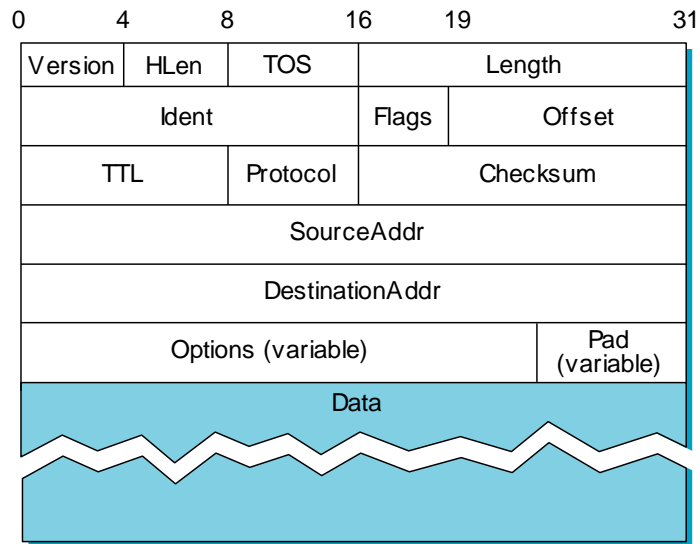 0 4 8 16 19 31
Version HLen TOS Length
Ident Flags Offset
TTL Protocol Checksum
SourceAddr
DestinationAddr
Options (variable) Pad
(variable)
Data